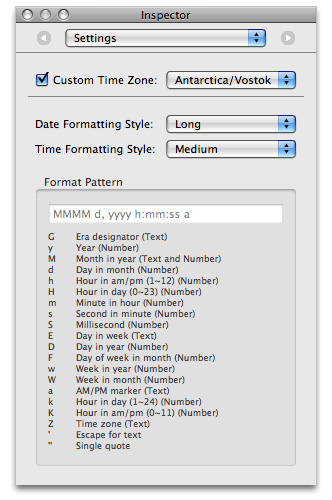 Inspector
Settings
Custom Time Zone: Antarctica/Vostok
Date Formatting Style: Long
Time Formatting Style: Medium
Format Pattern
MMMM d, yyyy h:mm:ss a
G Era designator (Text)
y Year (Number)
M Month in year (Text and Number)
d Day in month (Number)
h Hour in am/pm (1~12) (Number)
H Hour in day (0~23) (Number)
m Minute in hour (Number)
s Second in minute (Number)
S Millisecond (Number)
E Day in week (Text)
D Day in year (Number)
F Day of week in month (Number)
w Week in year (Number)
W Week in month (Number)
a AM/PM marker (Text)
k Hour in day (1~24) (Number)
K Hour in am/pm (0~11) (Number)
Z Time zone (Text)
' Escape for text
'' Single quote